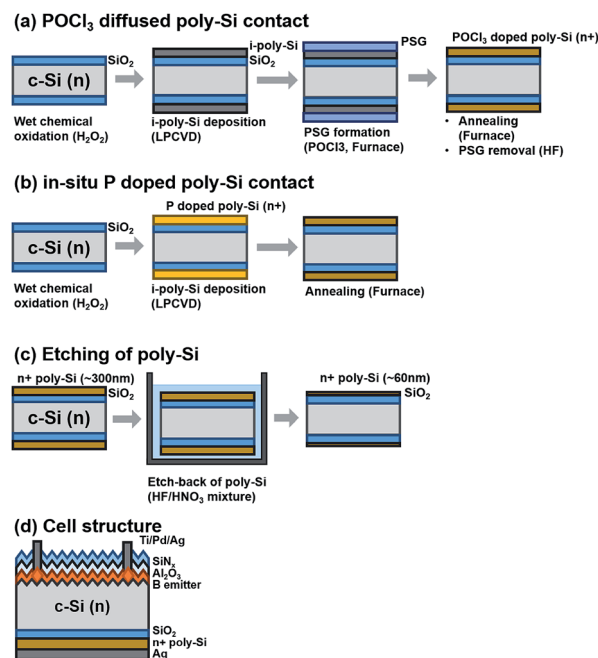 (a) POCl₃ diffused poly-Si contact
SiO₂
c-Si (n)
Wet chemical
oxidation (H₂O₂)
i-poly-Si
SiO₂
i-poly-Si deposition
(LPCVD)
PSG
PSG formation
(POCl3, Furnace)
POCl₃ doped poly-Si (n+)
• Annealing
(Furnace)
• PSG removal (HF)
(b) in-situ P doped poly-Si contact
SiO₂
c-Si (n)
Wet chemical
oxidation (H₂O₂)
P doped poly-Si (n+)
i-poly-Si deposition
(LPCVD)
Annealing (Furnace)
(c) Etching of poly-Si
n+ poly-Si (~300nm)
SiO₂
c-Si (n)
Etch-back of poly-Si
(HF/HNO₃ mixture)
n+ poly-Si (~60nm)
SiO₂
(d) Cell structure
Ti/Pd/Ag
SiNₓ
Al₂O₃
B emitter
c-Si (n)
SiO₂
n+ poly-Si
Ag